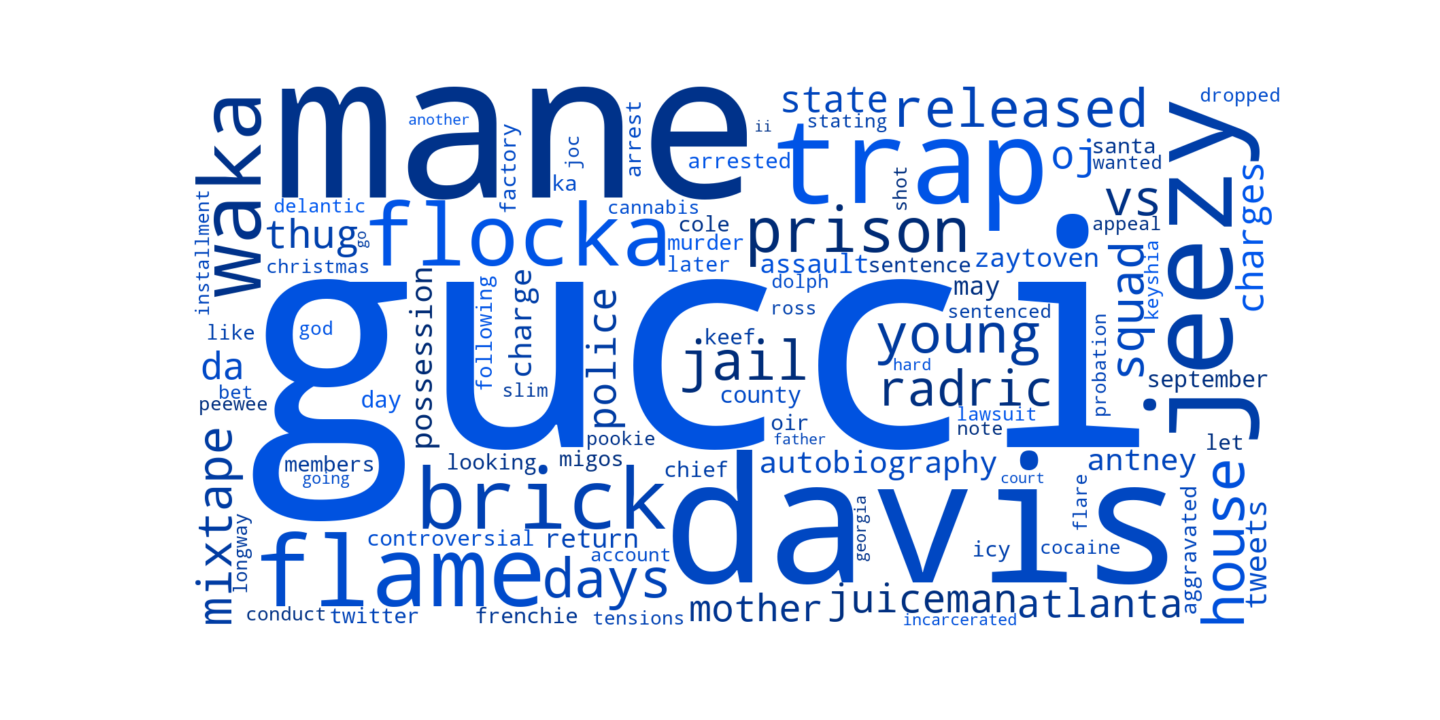 gucci
mane
davis
trap
jeezy
flocka
flame
waka
brick
prison
house
released
young
jail
radric
squad
days
mixtape
state
thug
vs
oj
police
possession
charge
charges
juiceman
atlanta
mother
autobiography
antney
da
assault
sentence
zaytoven
arrested
arrest
factory
joc
ka
ii
another
stating
shot
santa
wanted
dropped
appeal
keyshia
delantic
go
christmas
installment
like
god
bet
peewee
day
following
slim
cannabis
cole
murder
later
dolph
ross
keef
may
sentenced
hard
probation
september
county
oir
father
lawsuit
note
pookie
migos
looking
chief
members
going
longway
controversial
return
account
conduct
twitter
frenchie
tensions
georgia
icy
cocaine
court
flare
let
aggravated
tweets
incarcerated